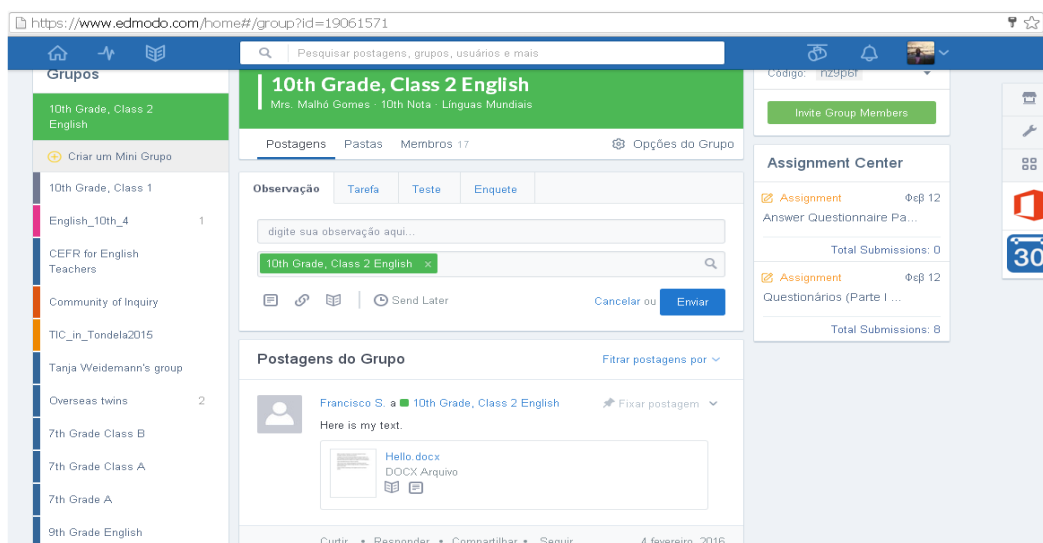 https://www.edmodo.com/home#/group?id=19061571
Pesquisar postagens, grupos, usuários e mais
Grupos
10th Grade, Class 2
English
Criar um Mini Grupo
10th Grade, Class 1
English_10th_4 1
CEFR for English
Teachers
Community of Inquiry
TIC_in_Tondela2015
Tanja Weidemann's group
Overseas twins 2
7th Grade Class B
7th Grade Class A
7th Grade A
9th Grade English
10th Grade, Class 2 English
Mrs. Malhó Gomes · 10th Nota · Línguas Mundiais
Postagens Pastas Membros 17 Opções do Grupo
Observação Tarefa Teste Enquete
digite sua observação aqui...
10th Grade, Class 2 English ×
Send Later Cancelar ou Enviar
Postagens do Grupo Fitrar postagens por
Francisco S. a 10th Grade, Class 2 English Fixar postagem
Here is my text.
Hello.docx
DOCX Arquivo
Curtir • Responder • Compartilhar • Seguir 4 fevereiro, 2016
Código: nz9p6f
Invite Group Members
Assignment Center
Assignment Φεβ 12
Answer Questionnaire Pa...
Total Submissions: 0
Assignment Φεβ 12
Questionários (Parte I ...
Total Submissions: 8
30